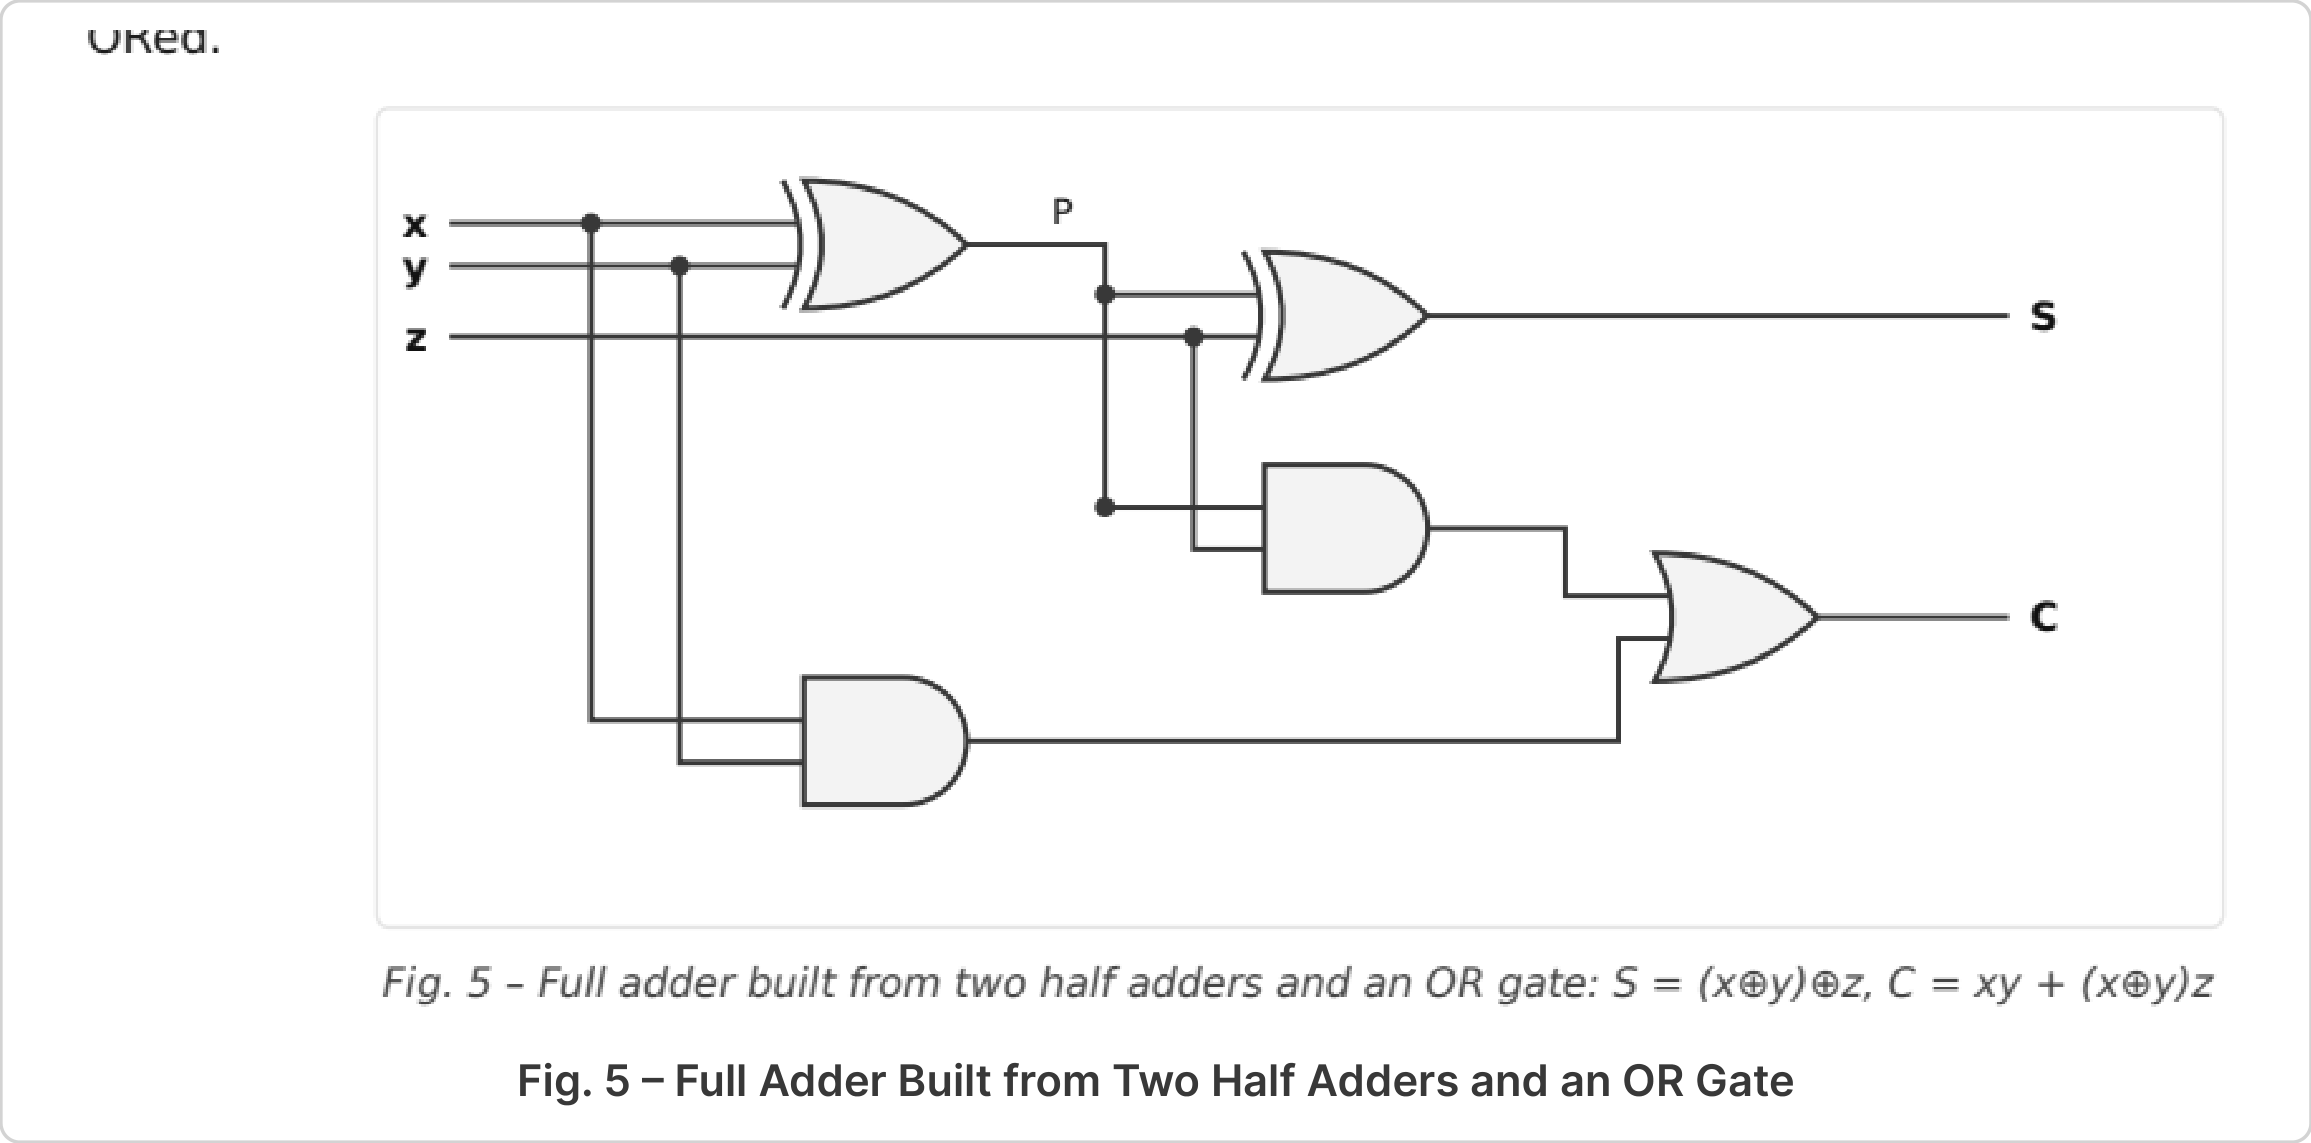 ORed.
x
P
y
z
S
C
Fig. 5 – Full adder built from two half adders and an OR gate: S = (x⊕y)⊕z, C = xy + (x⊕y)z
Fig. 5 – Full Adder Built from Two Half Adders and an OR Gate